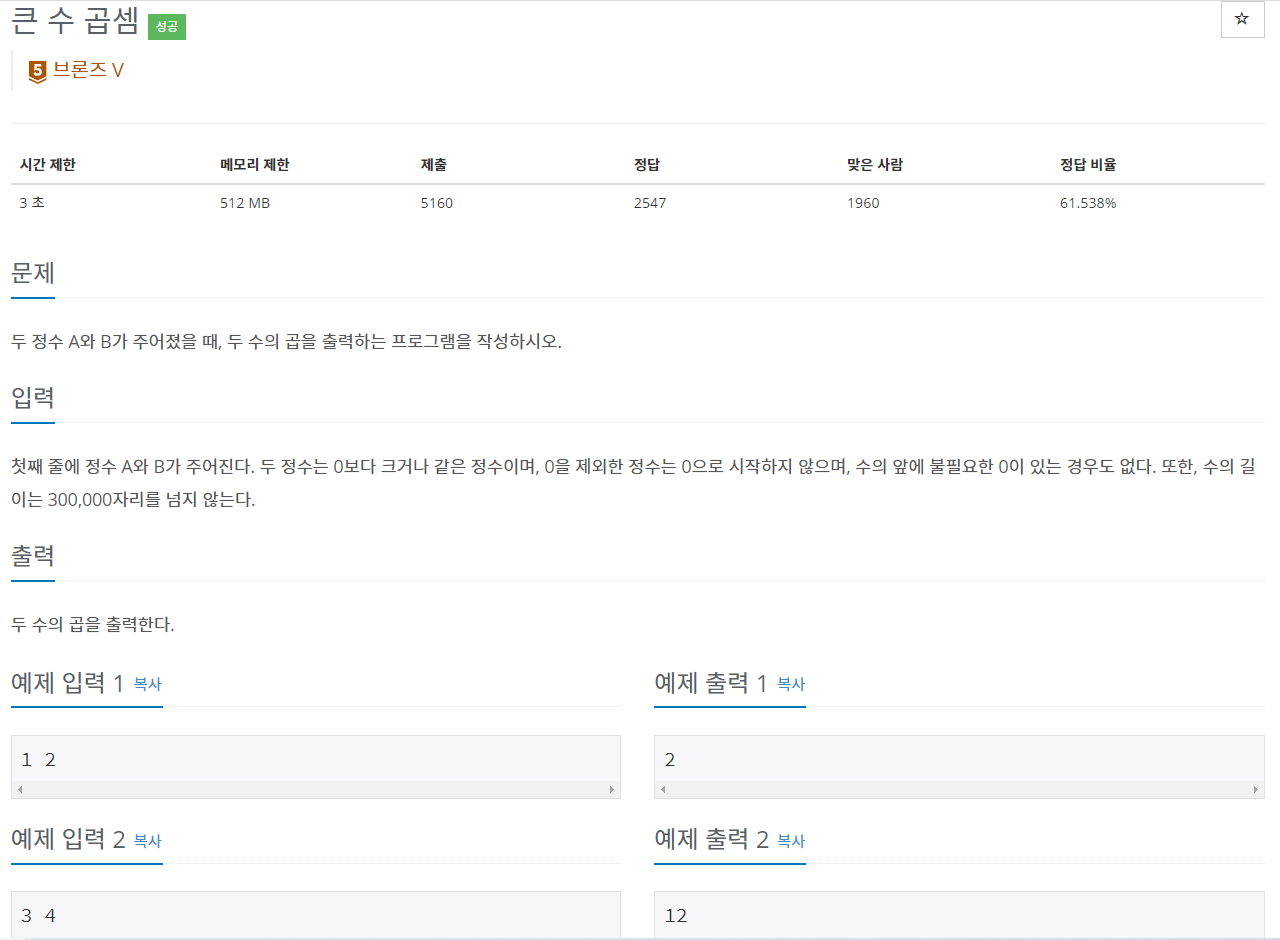 큰 수 곱셈 성공
☆
5 브론즈 V
시간 제한 메모리 제한 제출 정답 맞은 사람 정답 비율
3 초 512 MB 5160 2547 1960 61.538%
문제
두 정수 A와 B가 주어졌을 때, 두 수의 곱을 출력하는 프로그램을 작성하시오.
입력
첫째 줄에 정수 A와 B가 주어진다. 두 정수는 0보다 크거나 같은 정수이며, 0을 제외한 정수는 0으로 시작하지 않으며, 수의 앞에 불필요한 0이 있는 경우도 없다. 또한, 수의 길
이는 300,000자리를 넘지 않는다.
출력
두 수의 곱을 출력한다.
예제 입력 1 복사
예제 출력 1 복사
1 2
2
예제 입력 2 복사
예제 출력 2 복사
3 4
12